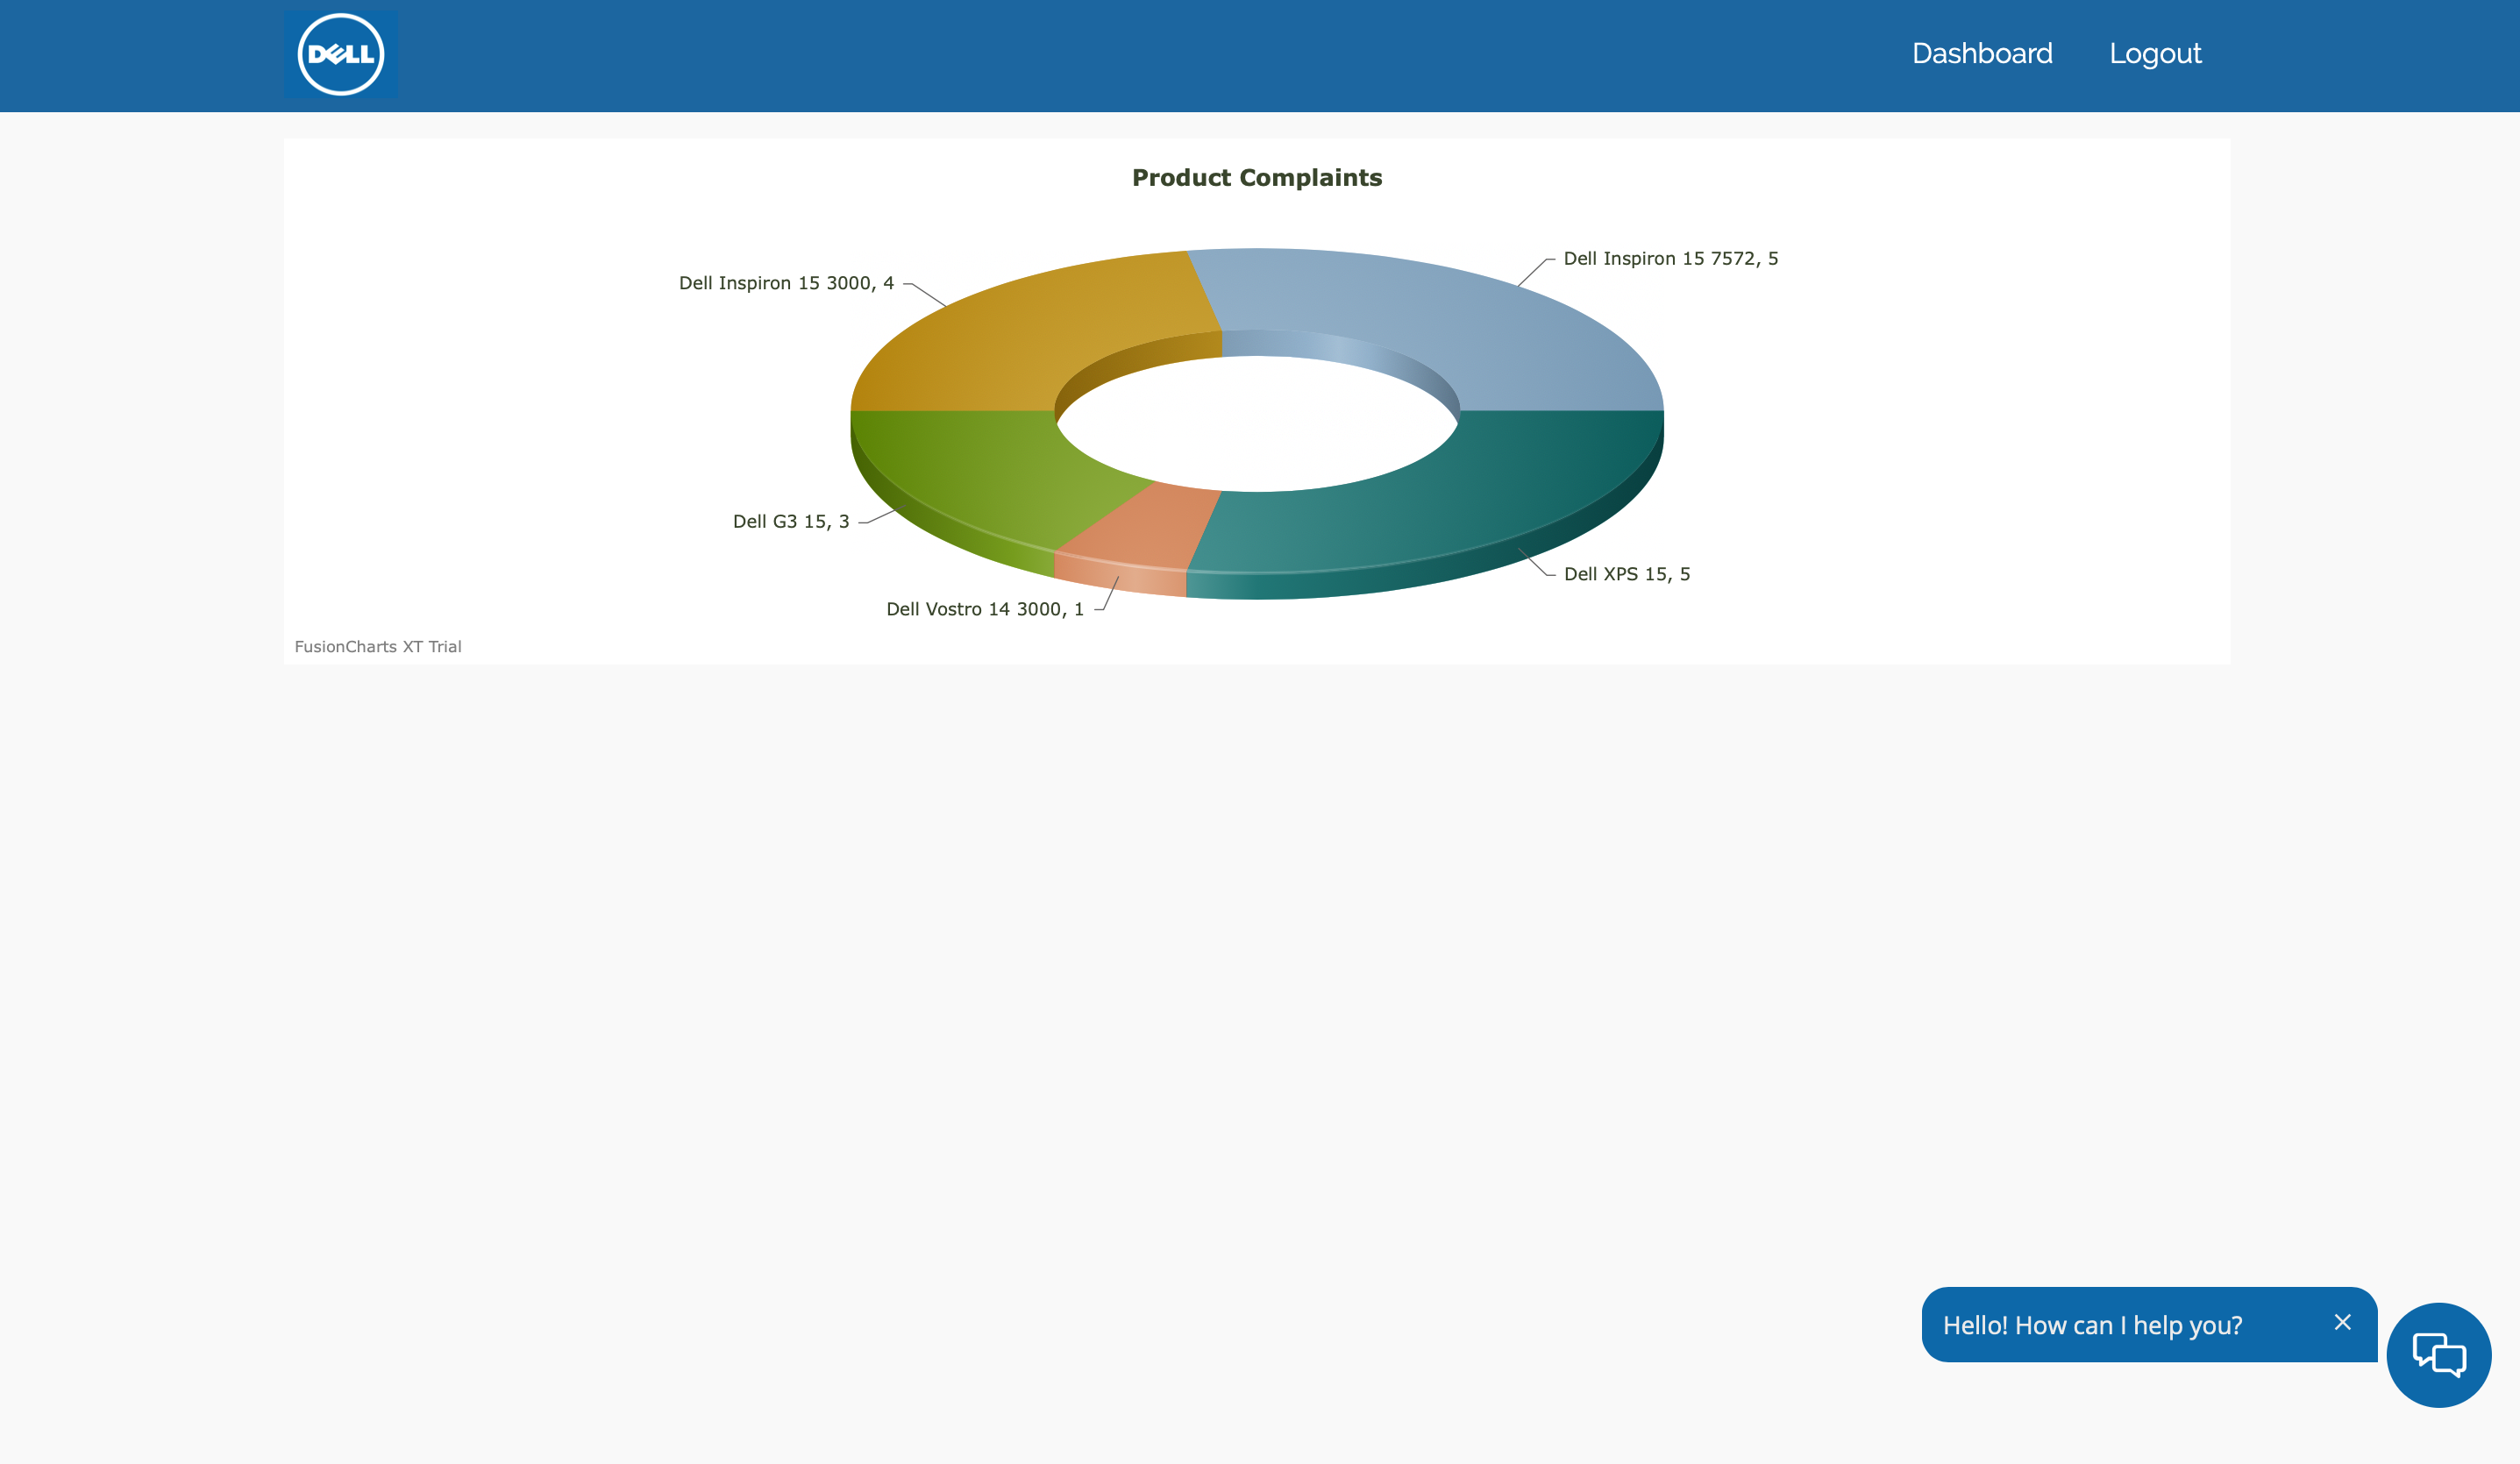 DELL
Dashboard
Logout
Product Complaints
Dell Inspiron 15 7572, 5
Dell Inspiron 15 3000, 4
Dell G3 15, 3
Dell XPS 15, 5
Dell Vostro 14 3000, 1
FusionCharts XT Trial
Hello! How can I help you?